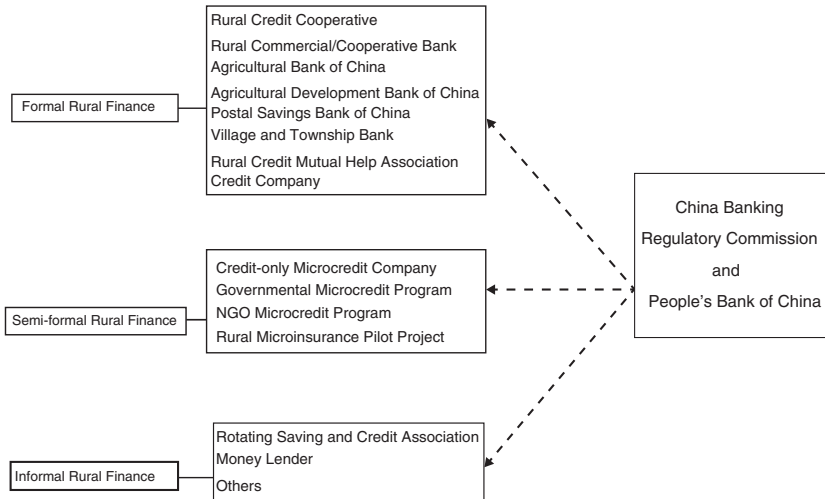 Rural Credit Cooperative
Rural Commercial/Cooperative Bank
Agricultural Bank of China
Agricultural Development Bank of China
Formal Rural Finance
Postal Savings Bank of China
Village and Township Bank
Rural Credit Mutual Help Association
Credit Company
China Banking
Regulatory Commission
and
People's Bank of China
Credit-only Microcredit Company
Governmental Microcredit Program
NGO Microcredit Program
Semi-formal Rural Finance
Rural Microinsurance Pilot Project
Rotating Saving and Credit Association
Money Lender
Informal Rural Finance
Others